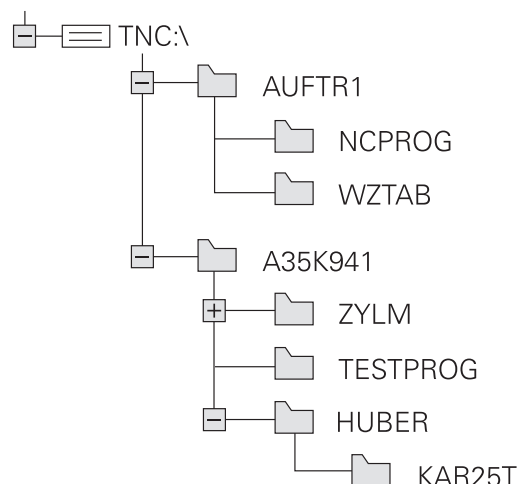 TNC:\
AUFTR1
NCPROG
WZTAB
A35K941
ZYLM
TESTPROG
HUBER
KAR25T